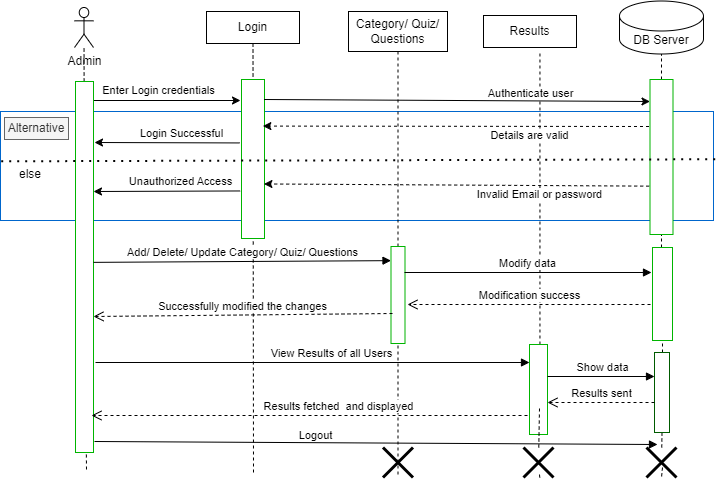 Admin
Login
Category/ Quiz/
Questions
Results
DB Server
Enter Login credentials
Authenticate user
Alternative
Login Successful
Details are valid
else
Unauthorized Access
Invalid Email or password
Add/ Delete/ Update Category/ Quiz/ Questions
Modify data
Modification success
Successfully modified the changes
View Results of all Users
Show data
Results sent
Results fetched and displayed
Logout